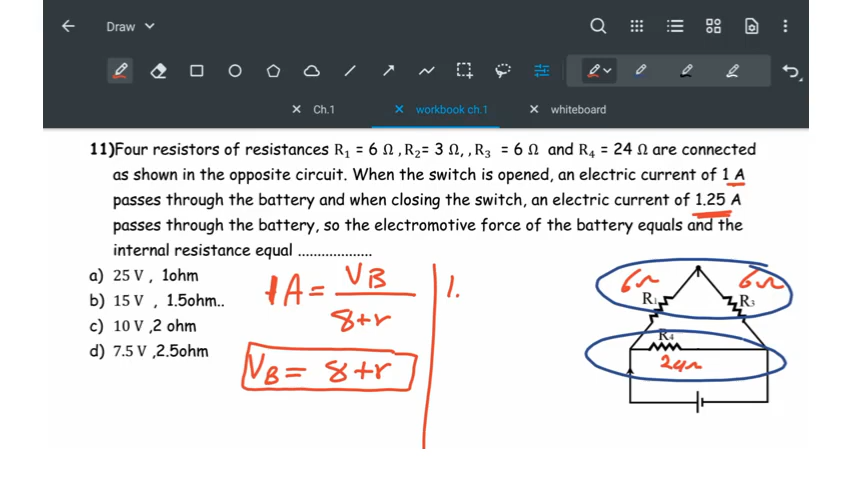 Draw
Ch.1
workbook ch.1
whiteboard
11)Four resistors of resistances R₁ = 6 Ω ,R₂= 3 Ω, ,R₃ = 6 Ω and R₄ = 24 Ω are connected
as shown in the opposite circuit. When the switch is opened, an electric current of 1 A
passes through the battery and when closing the switch, an electric current of 1.25 A
passes through the battery, so the electromotive force of the battery equals and the
internal resistance equal ...................
a) 25 V , 1ohm
b) 15 V , 1.5ohm..
c) 10 V ,2 ohm
d) 7.5 V ,2.5ohm
1A = VB / 8+r
VB = 8+r
1.
6Ω
6Ω
R₁
R₃
R₄
24Ω